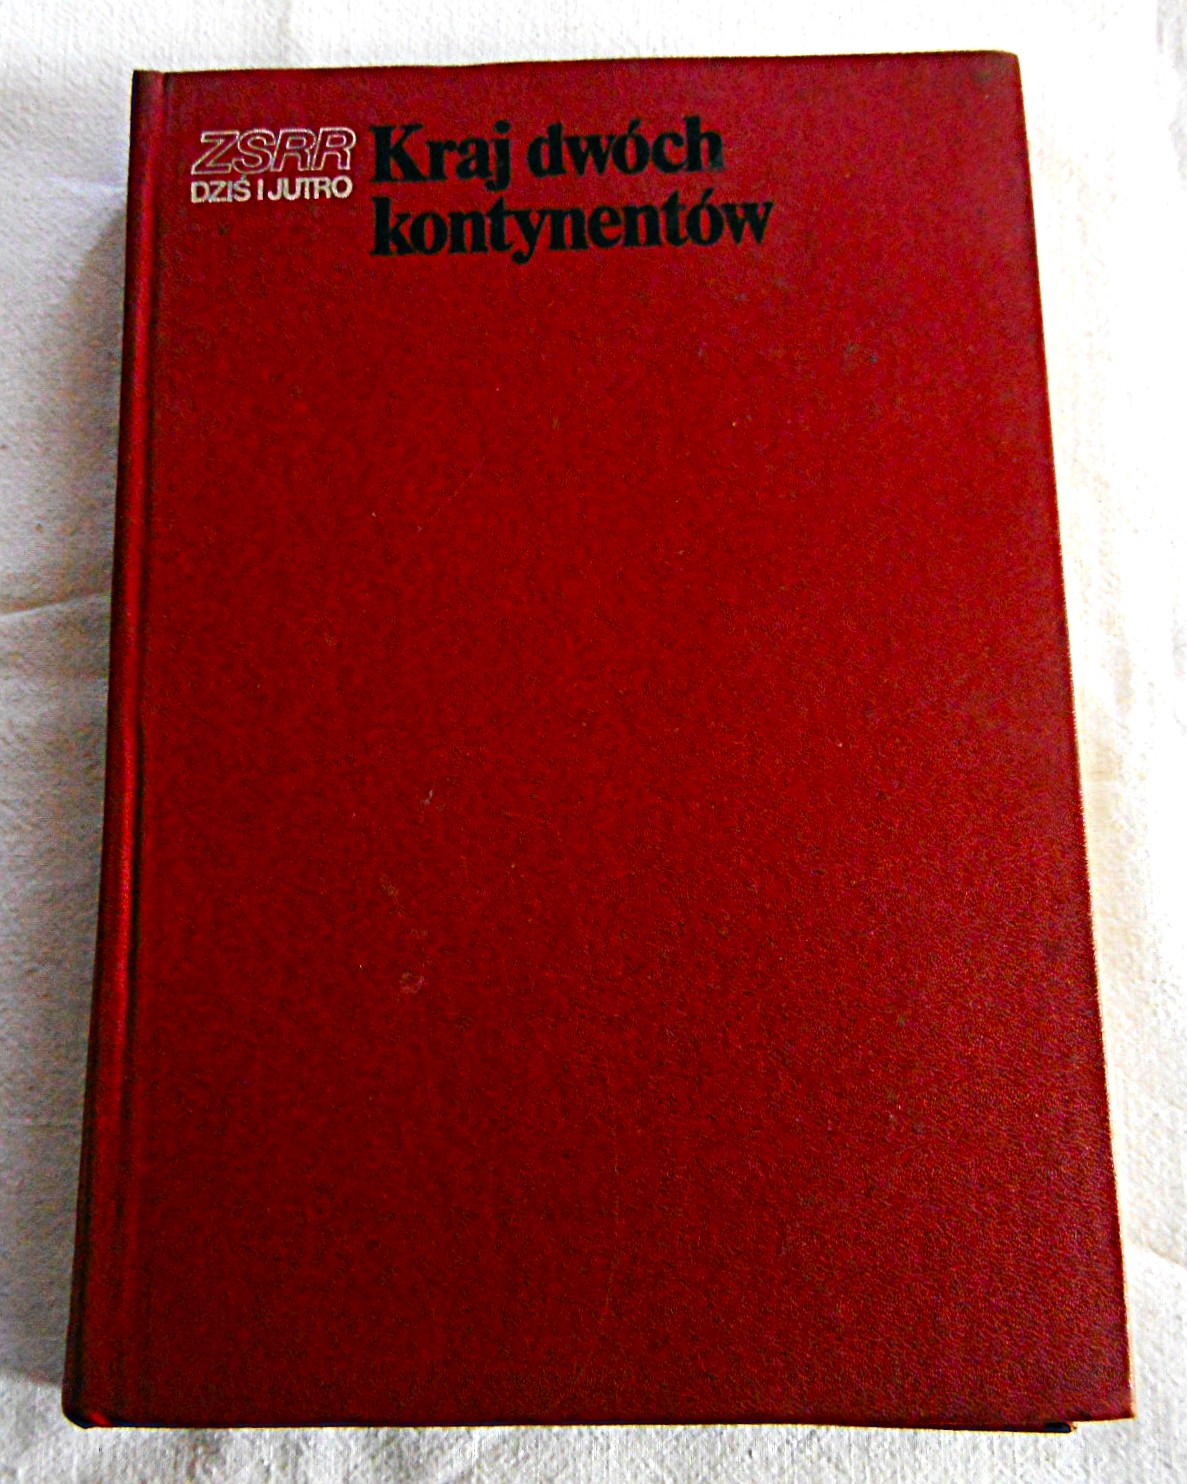 ZSRR
DZIŚ I JUTRO
Kraj dwóch
kontynentów